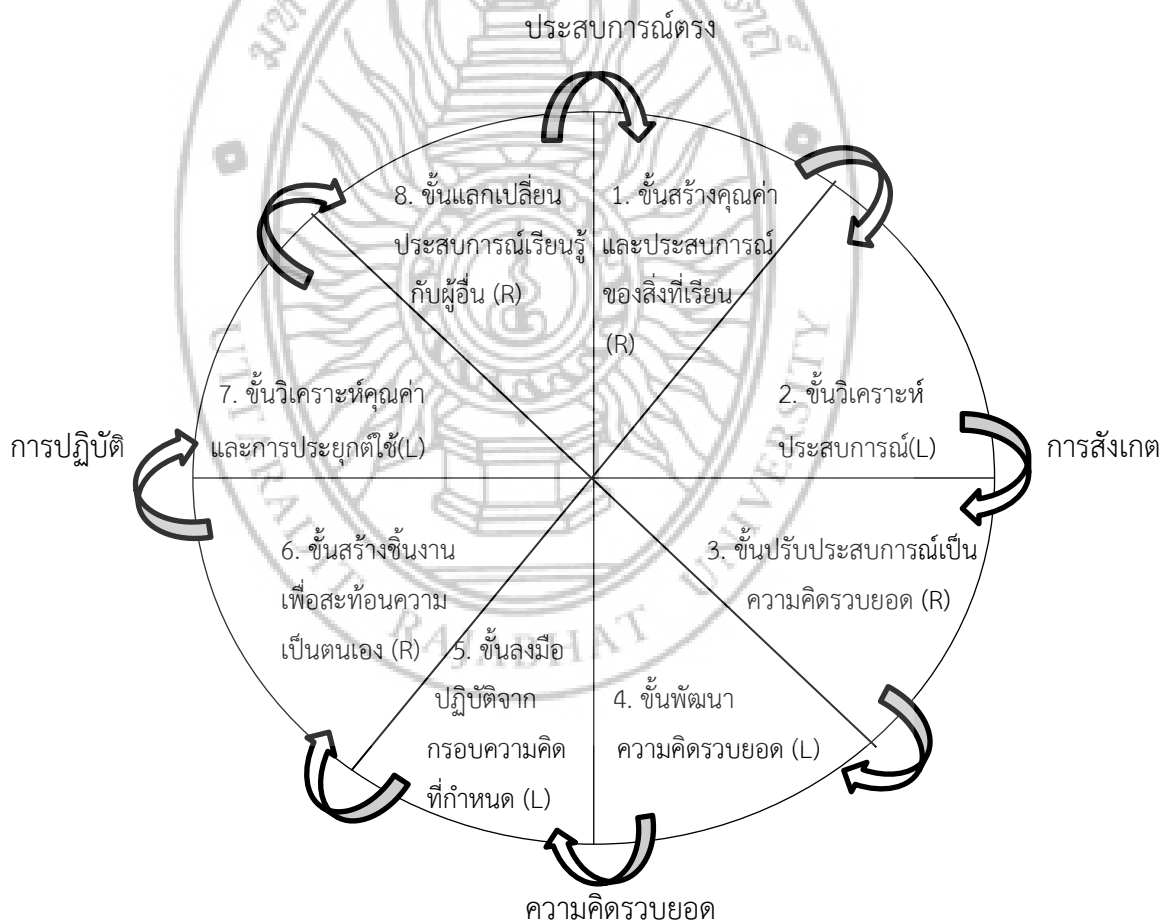 ประสบการณ์ตรง
8. ขั้นแลกเปลี่ยน
ประสบการณ์เรียนรู้
กับผู้อื่น (R)
1. ขั้นสร้างคุณค่า
และประสบการณ์
ของสิ่งที่เรียน
(R)
7. ขั้นวิเคราะห์คุณค่า
และการประยุกต์ใช้(L)
2. ขั้นวิเคราะห์
ประสบการณ์(L)
การปฏิบัติ
การสังเกต
6. ขั้นสร้างชิ้นงาน
เพื่อสะท้อนความ
เป็นตนเอง (R)
3. ขั้นปรับประสบการณ์เป็น
ความคิดรวบยอด (R)
5. ขั้นลงมือ
ปฏิบัติจาก
กรอบความคิด
ที่กำหนด (L)
4. ขั้นพัฒนา
ความคิดรวบยอด (L)
ความคิดรวบยอด
UTTARADIT RAJABHAT UNIVERSITY